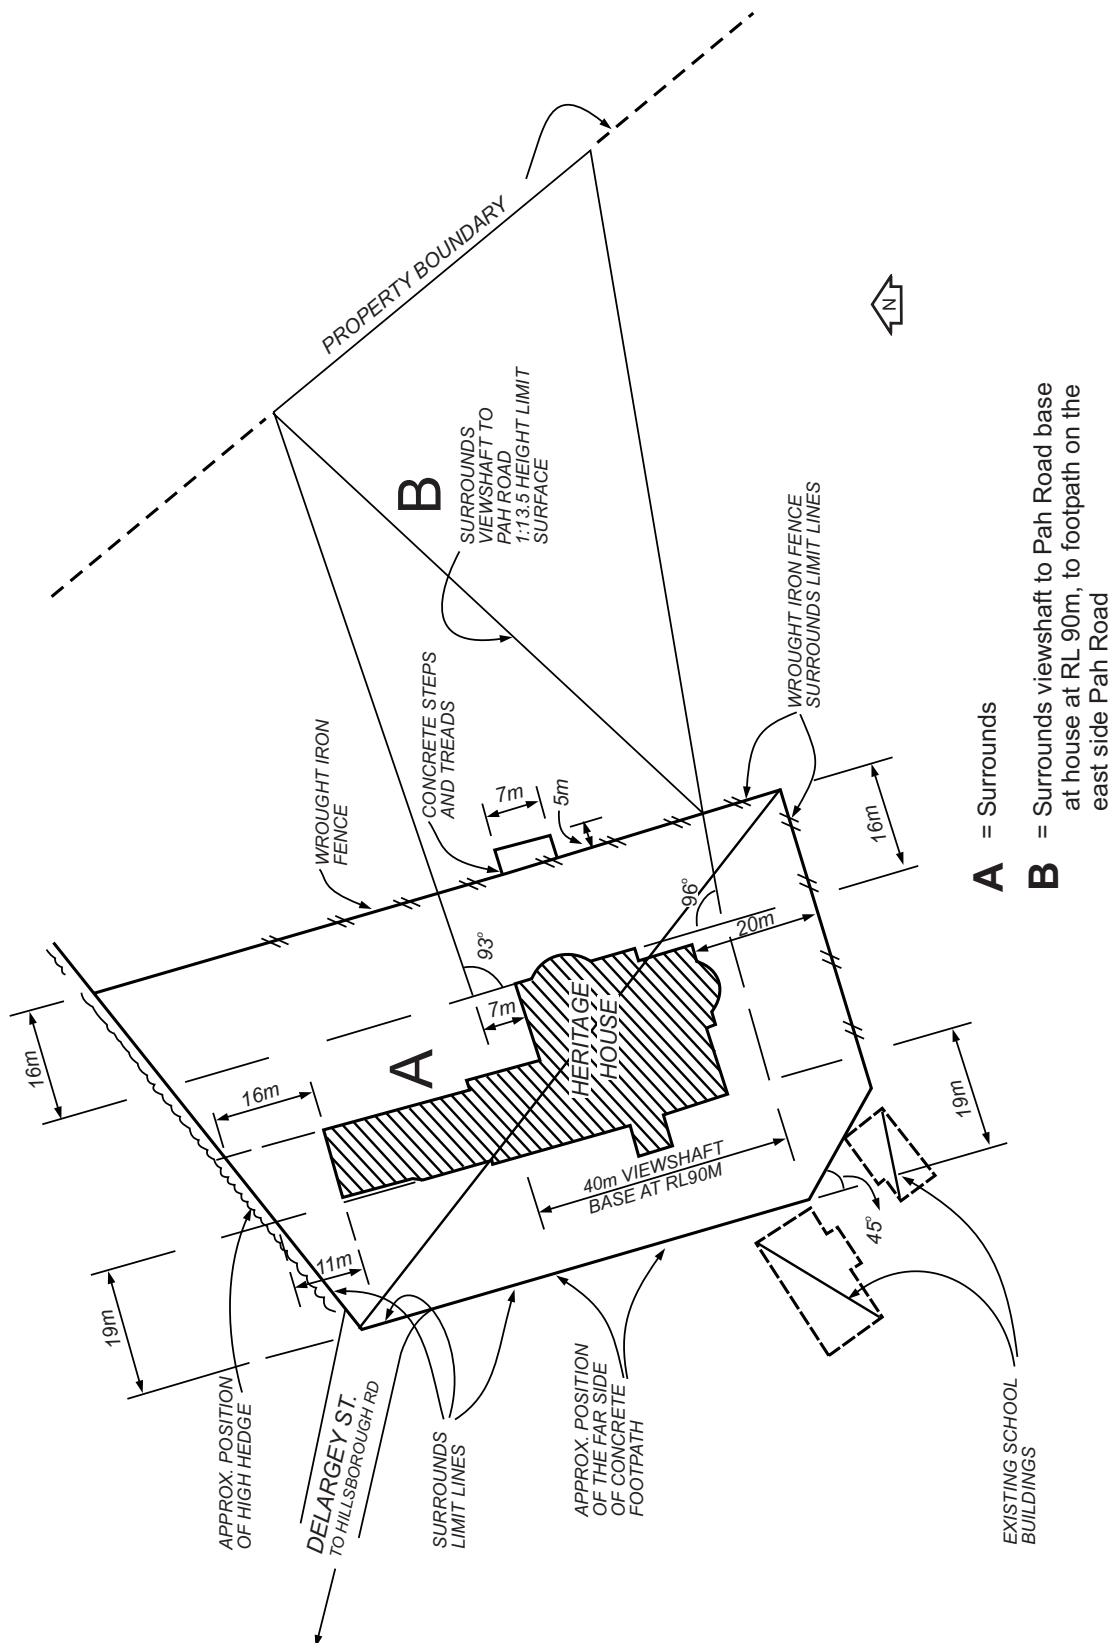 PROPERTY BOUNDARY
B
SURROUNDS
VIEWSHAFT TO
PAH ROAD
1:13.5 HEIGHT LIMIT
SURFACE
WROUGHT IRON
FENCE
CONCRETE STEPS
AND TREADS
7m
5m
WROUGHT IRON FENCE
SURROUNDS LIMIT LINES
16m
16m
A
93°
7m
96°
20m
16m
HERITAGE
HOUSE
40m VIEWSHAFT
BASE AT RL90M
19m
45°
11m
19m
APPROX. POSITION
OF HIGH HEDGE
DELARGEY ST.
TO HILLSBOROUGH RD
SURROUNDS
LIMIT LINES
APPROX. POSITION
OF THE FAR SIDE
OF CONCRETE
FOOTPATH
EXISTING SCHOOL
BUILDINGS
N
A = Surrounds
B = Surrounds viewshaft to Pah Road base
at house at RL 90m, to footpath on the
east side Pah Road